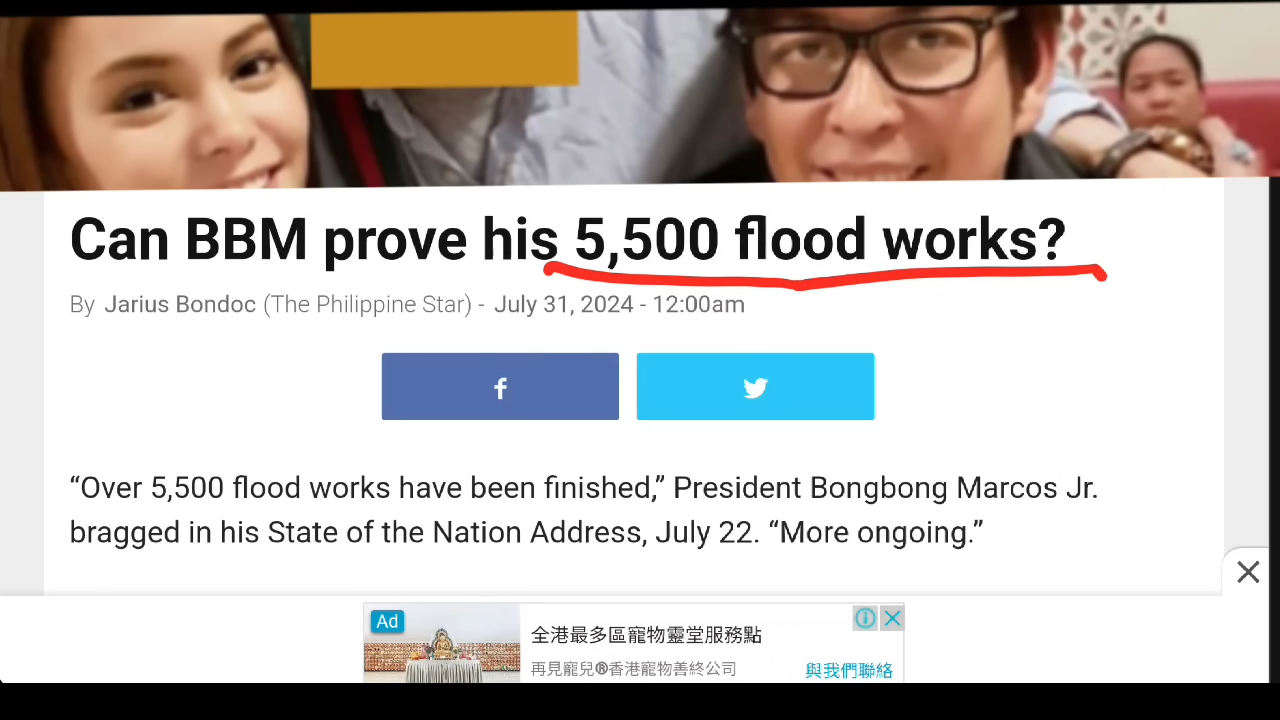 Can BBM prove his 5,500 flood works?
By Jarius Bondoc (The Philippine Star) - July 31, 2024 - 12:00am
f
“Over 5,500 flood works have been finished,” President Bongbong Marcos Jr.
bragged in his State of the Nation Address, July 22. “More ongoing.”
Ad
全港最多區寵物靈堂服務點
再見寵兒®香港寵物善終公司
與我們聯絡